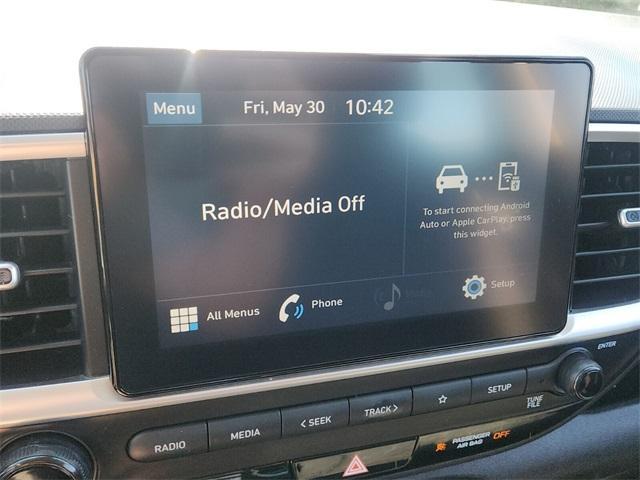 Menu Fri, May 30 10:42
Radio/Media Off
To start connecting Android
Auto or Apple CarPlay, press
this widget.
All Menus Phone Media Setup
ENTER
RADIO MEDIA < SEEK TRACK > ☆ SETUP
TUNE
FILE
PASSENGER
AIR BAG OFF